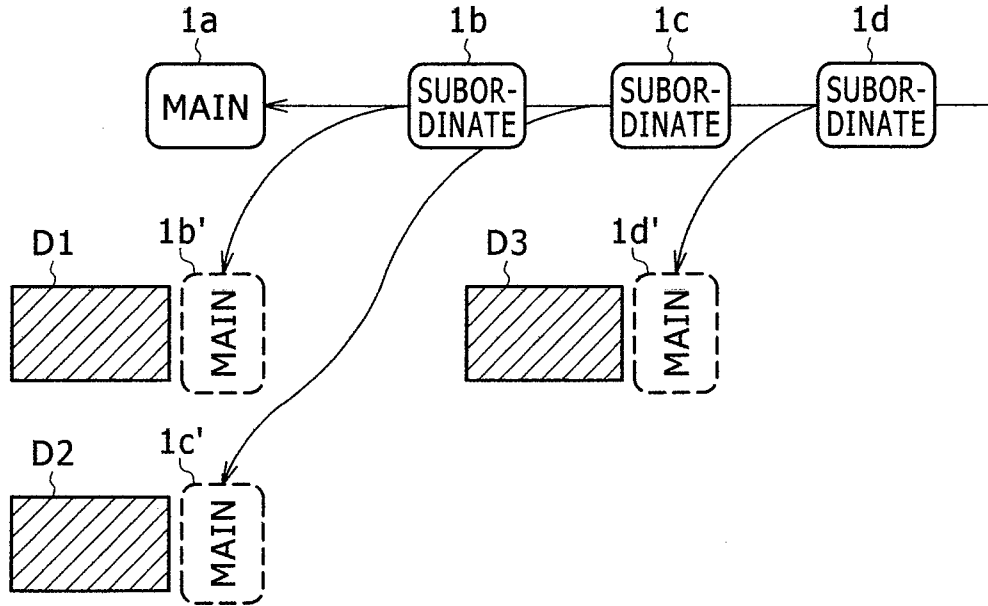 1a 1b 1c 1d
MAIN
SUBOR-
DINATE
SUBOR-
DINATE
SUBOR-
DINATE
D1 1b' D3 1d'
MAIN
MAIN
D2 1c'
MAIN